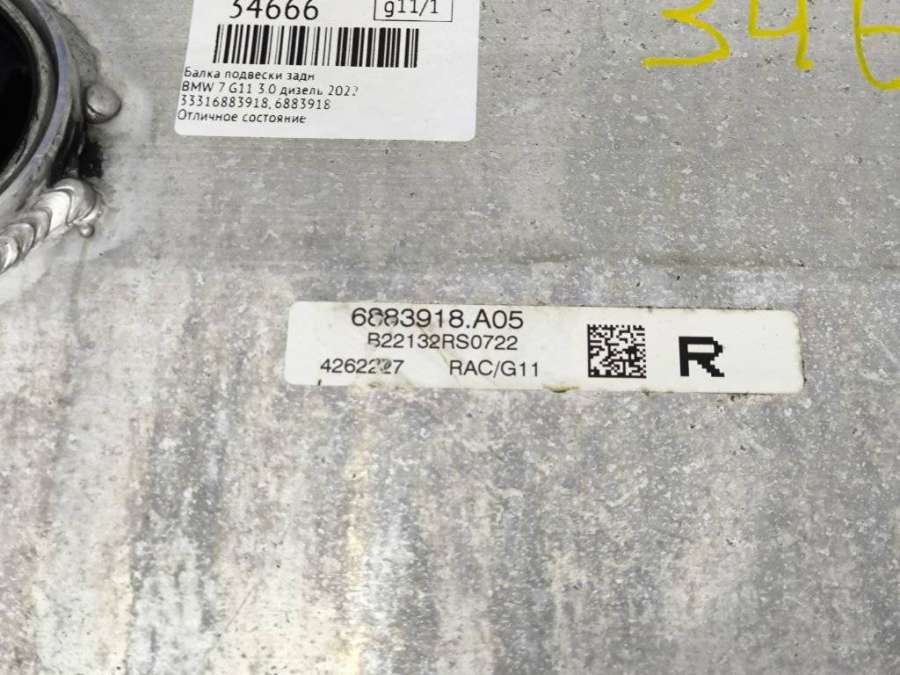 34666
g11/1
Балка подвески задн
BMW 7 G11 3.0 дизель 2022
33316883918, 6883918
Отличное состояние
346
6883918.A05
B22132RS0722
4262227 RAC/G11
R